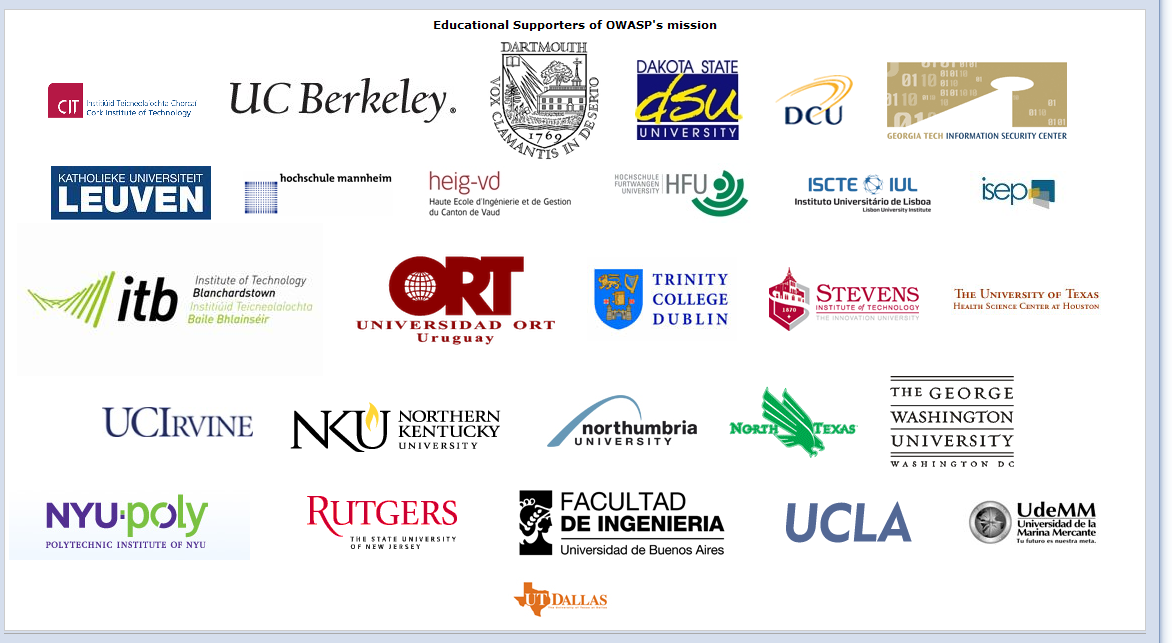 Educational Supporters of OWASP's mission
CIT
Institiúid Teicneolaíochta Chorcaí
Cork Institute of Technology
UC Berkeley.
DARTMOUTH
VOX CLAMANTIS IN DESERTO
1769
DAKOTA STATE
dsu
UNIVERSITY
DCU
GEORGIA TECH INFORMATION SECURITY CENTER
KATHOLIEKE UNIVERSITEIT
LEUVEN
hochschule mannheim
heig-vd
Haute Ecole d'Ingénierie et de Gestion
du Canton de Vaud
HOCHSCHULE
FURTWANGEN
UNIVERSITY
HFU
ISCTE IUL
Instituto Universitário de Lisboa
Lisbon University Institute
isep
itb
Institute of Technology
Blanchardstown
Institiúid Teicneolaíochta
Baile Bhlainséir
ORT
UNIVERSIDAD ORT
Uruguay
TRINITY
COLLEGE
DUBLIN
1870
STEVENS
INSTITUTE of TECHNOLOGY
THE INNOVATION UNIVERSITY
THE UNIVERSITY OF TEXAS
HEALTH SCIENCE CENTER AT HOUSTON
UCIRVINE
NKU
NORTHERN
KENTUCKY
UNIVERSITY
northumbria
UNIVERSITY
NORTH TEXAS
THE GEORGE
WASHINGTON
UNIVERSITY
WASHINGTON DC
NYU·poly
POLYTECHNIC INSTITUTE OF NYU
RUTGERS
THE STATE UNIVERSITY
OF NEW JERSEY
FACULTAD
DE INGENIERIA
Universidad de Buenos Aires
UCLA
UdeMM
Universidad de la
Marina Mercante
Tu futuro es nuestra meta.
UT DALLAS